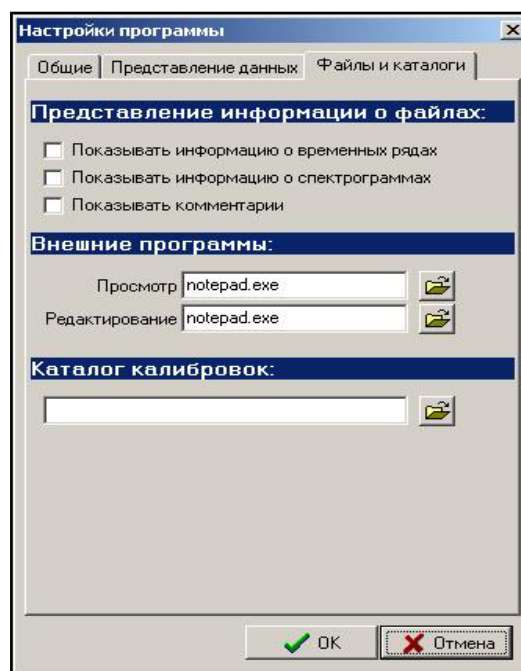 Настройки программы
Общие Представление данных Файлы и каталоги
Представление информации о файлах:
Показывать информацию о временных рядах
Показывать информацию о спектрограммах
Показывать комментарии
Внешние программы:
Просмотр notepad.exe
Редактирование notepad.exe
Каталог калибровок:
OK Отмена